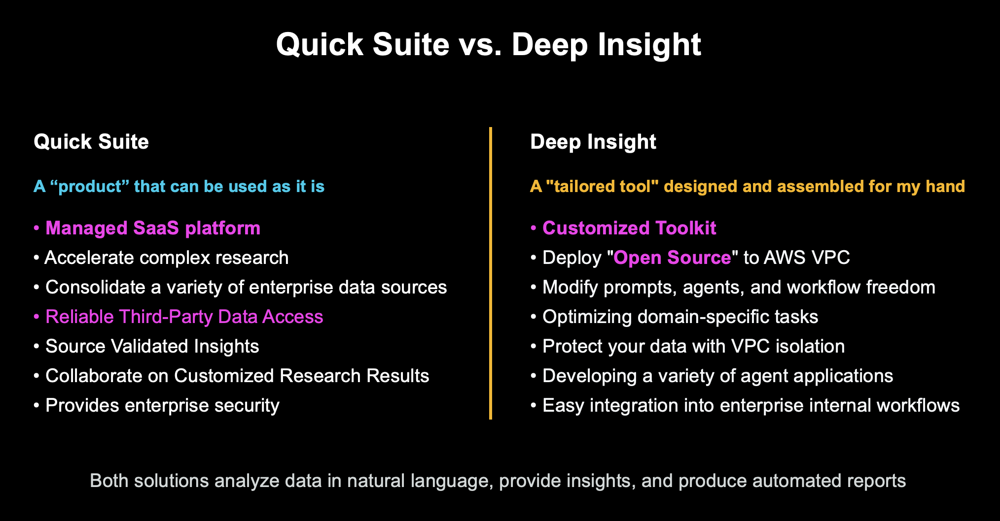 Quick Suite vs. Deep Insight
Quick Suite
A “product” that can be used as it is
• Managed SaaS platform
• Accelerate complex research
• Consolidate a variety of enterprise data sources
• Reliable Third-Party Data Access
• Source Validated Insights
• Collaborate on Customized Research Results
• Provides enterprise security
Deep Insight
A "tailored tool" designed and assembled for my hand
• Customized Toolkit
• Deploy "Open Source" to AWS VPC
• Modify prompts, agents, and workflow freedom
• Optimizing domain-specific tasks
• Protect your data with VPC isolation
• Developing a variety of agent applications
• Easy integration into enterprise internal workflows
Both solutions analyze data in natural language, provide insights, and produce automated reports